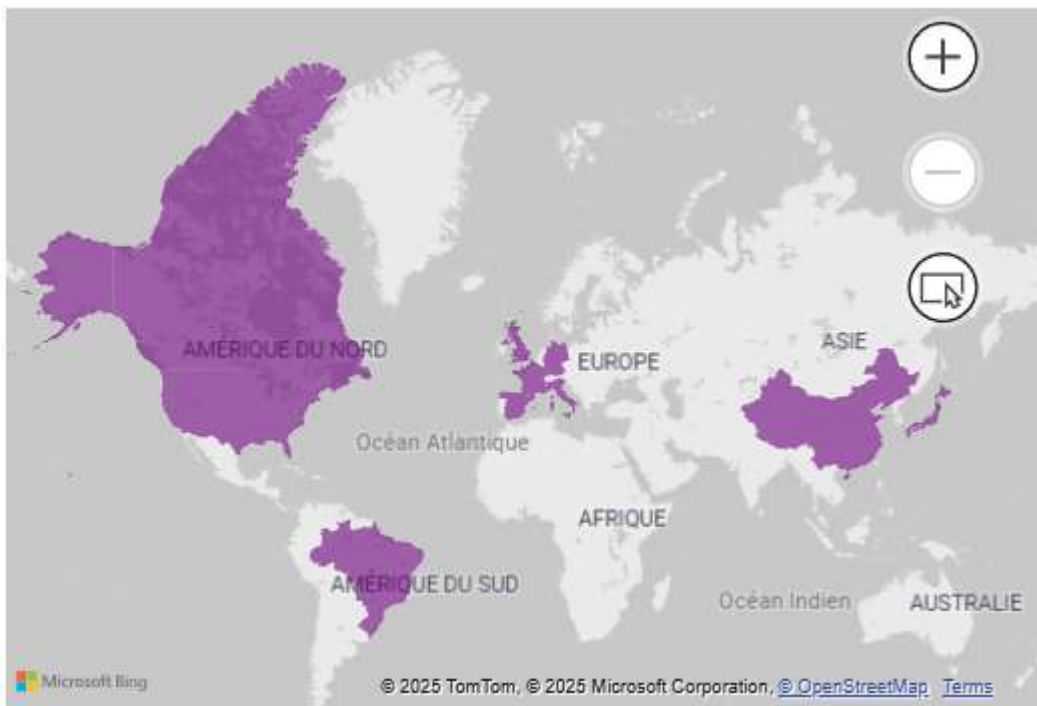 AMÉRIQUE DU NORD
EUROPE
ASIE
Océan Atlantique
AFRIQUE
AMÉRIQUE DU SUD
Océan Indien
AUSTRALIE
Microsoft Bing
© 2025 TomTom, © 2025 Microsoft Corporation, © OpenStreetMap Terms